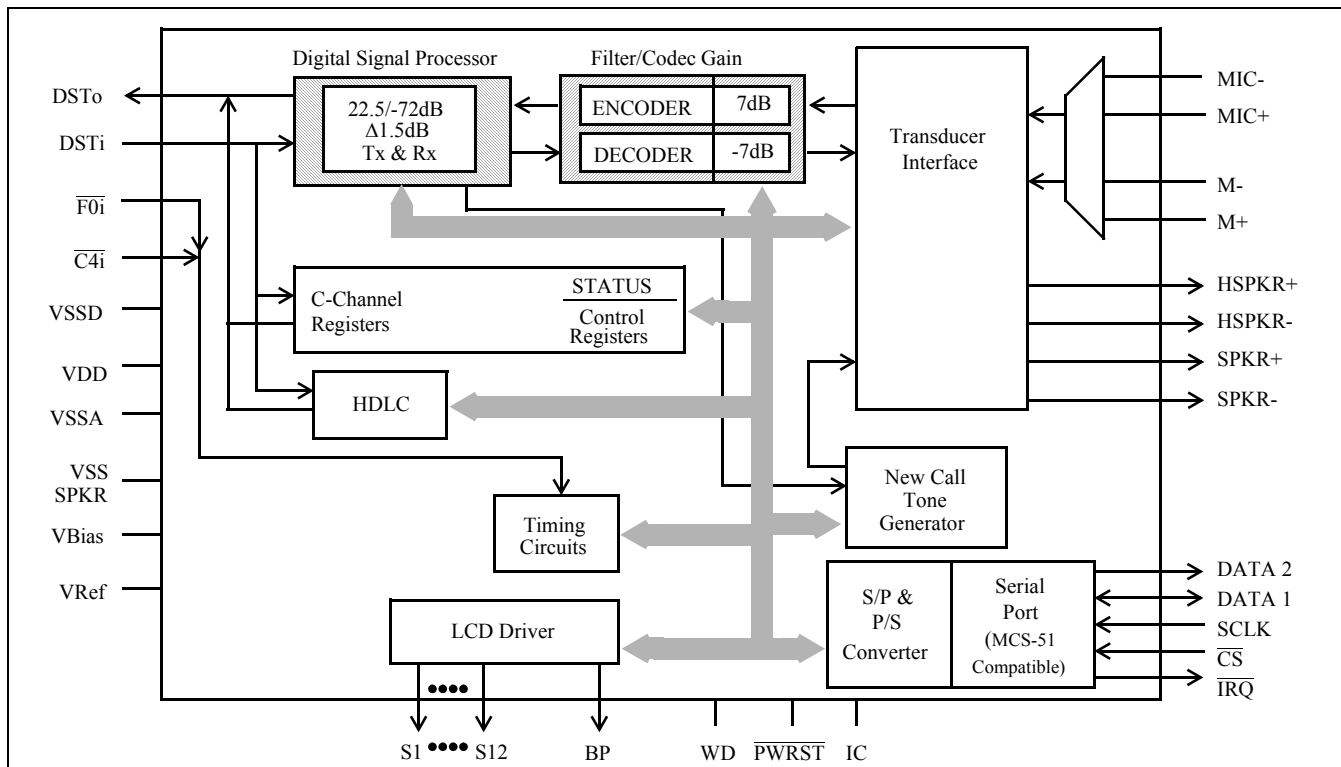 Digital Signal Processor
Filter/Codec Gain
22.5/-72dB
Δ1.5dB
Tx & Rx
ENCODER
7dB
DECODER
-7dB
Transducer
Interface
DSTo
DSTi
F0i
C4i
VSSD
VDD
VSSA
VSS
SPKR
VBias
VRef
MIC-
MIC+
M-
M+
HSPKR+
HSPKR-
SPKR+
SPKR-
C-Channel
Registers
STATUS
Control
Registers
HDLC
Timing
Circuits
New Call
Tone
Generator
LCD Driver
S/P &
P/S
Converter
Serial
Port
(MCS-51
Compatible)
DATA 2
DATA 1
SCLK
CS
IRQ
S1
S12
BP
WD
PWRST
IC